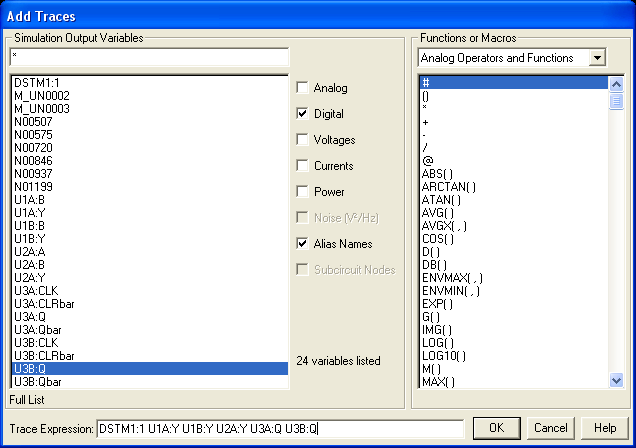 Add Traces
Simulation Output Variables
*
DSTM1:1
M_UN0002
M_UN0003
N00507
N00575
N00720
N00846
N00937
N01199
U1A:B
U1A:Y
U1B:B
U1B:Y
U2A:A
U2A:B
U2A:Y
U3A:CLK
U3A:CLRbar
U3A:Q
U3A:Qbar
U3B:CLK
U3B:CLRbar
U3B:Q
U3B:Qbar
Full List
Analog
Digital
Voltages
Currents
Power
Noise (V²/Hz)
Alias Names
Subcircuit Nodes
24 variables listed
Functions or Macros
Analog Operators and Functions
#
()
*
+
-
/
@
ABS( )
ARCTAN( )
ATAN( )
AVG( )
AVGX( , )
COS( )
D( )
DB( )
ENVMAX( , )
ENVMIN( , )
EXP( )
G( )
IMG( )
LOG( )
LOG10( )
M( )
MAX( )
Trace Expression: DSTM1:1 U1A:Y U1B:Y U2A:Y U3A:Q U3B:Q
OK
Cancel
Help